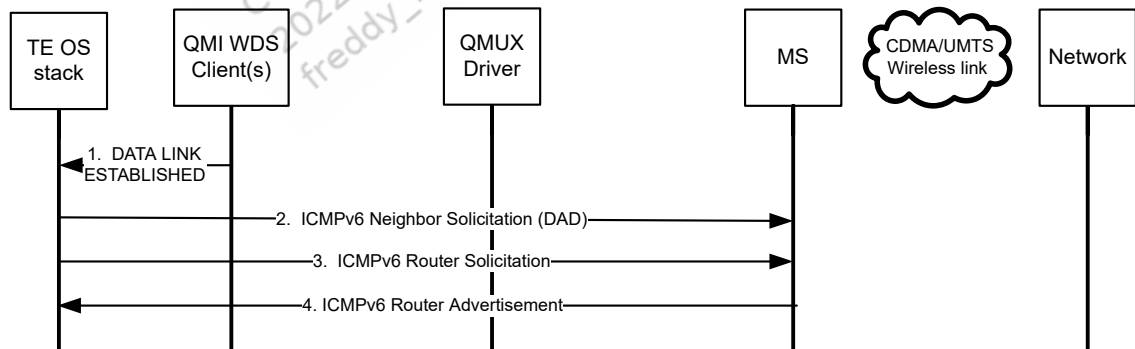 TE OS
stack
QMI WDS
Client(s)
QMUX
Driver
MS
CDMA/UMTS
Wireless link
Network
1. DATA LINK
ESTABLISHED
2. ICMPv6 Neighbor Solicitation (DAD)
3. ICMPv6 Router Solicitation
4. ICMPv6 Router Advertisement